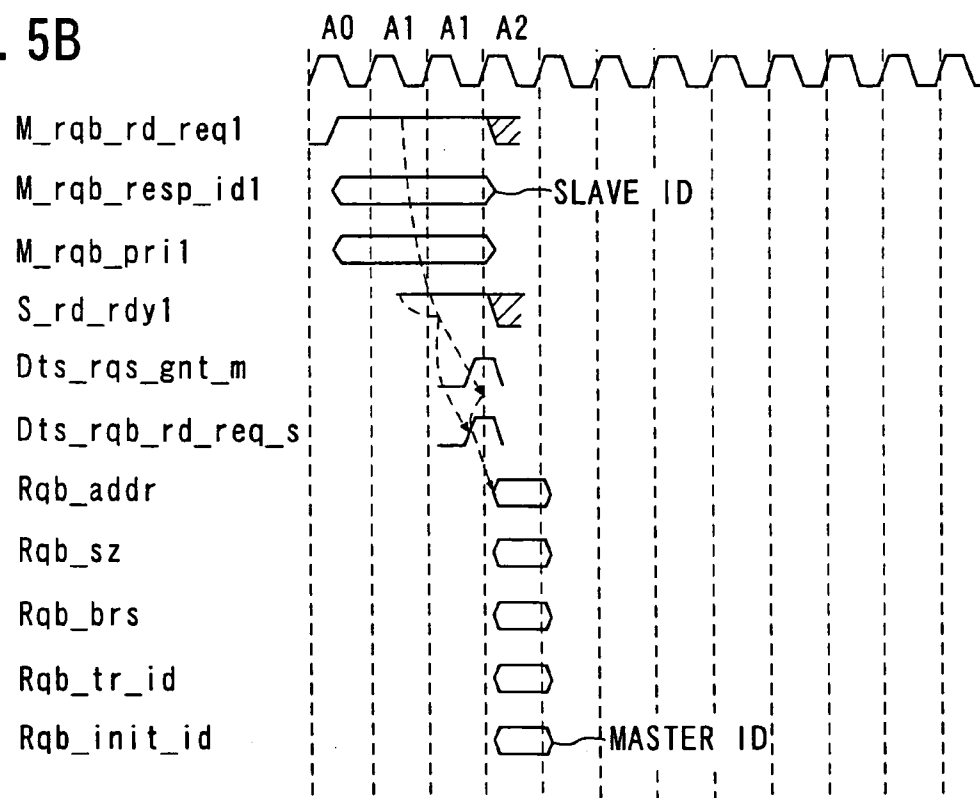 . 5B
A0 A1 A1 A2
M_rqb_rd_req1
M_rqb_resp_id1
SLAVE ID
M_rqb_pri1
S_rd_rdy1
Dts_rqs_gnt_m
Dts_rqb_rd_req_s
Rqb_addr
Rqb_sz
Rqb_brs
Rqb_tr_id
Rqb_init_id
MASTER ID